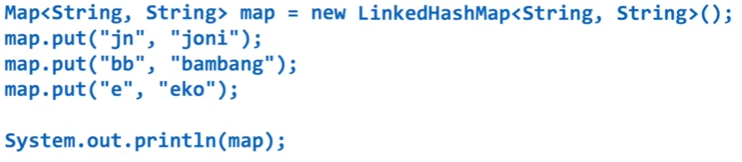 Map<String, String> map = new LinkedHashMap<String, String>();
map.put("jn", "joni");
map.put("bb", "bambang");
map.put("e", "eko");
System.out.println(map);